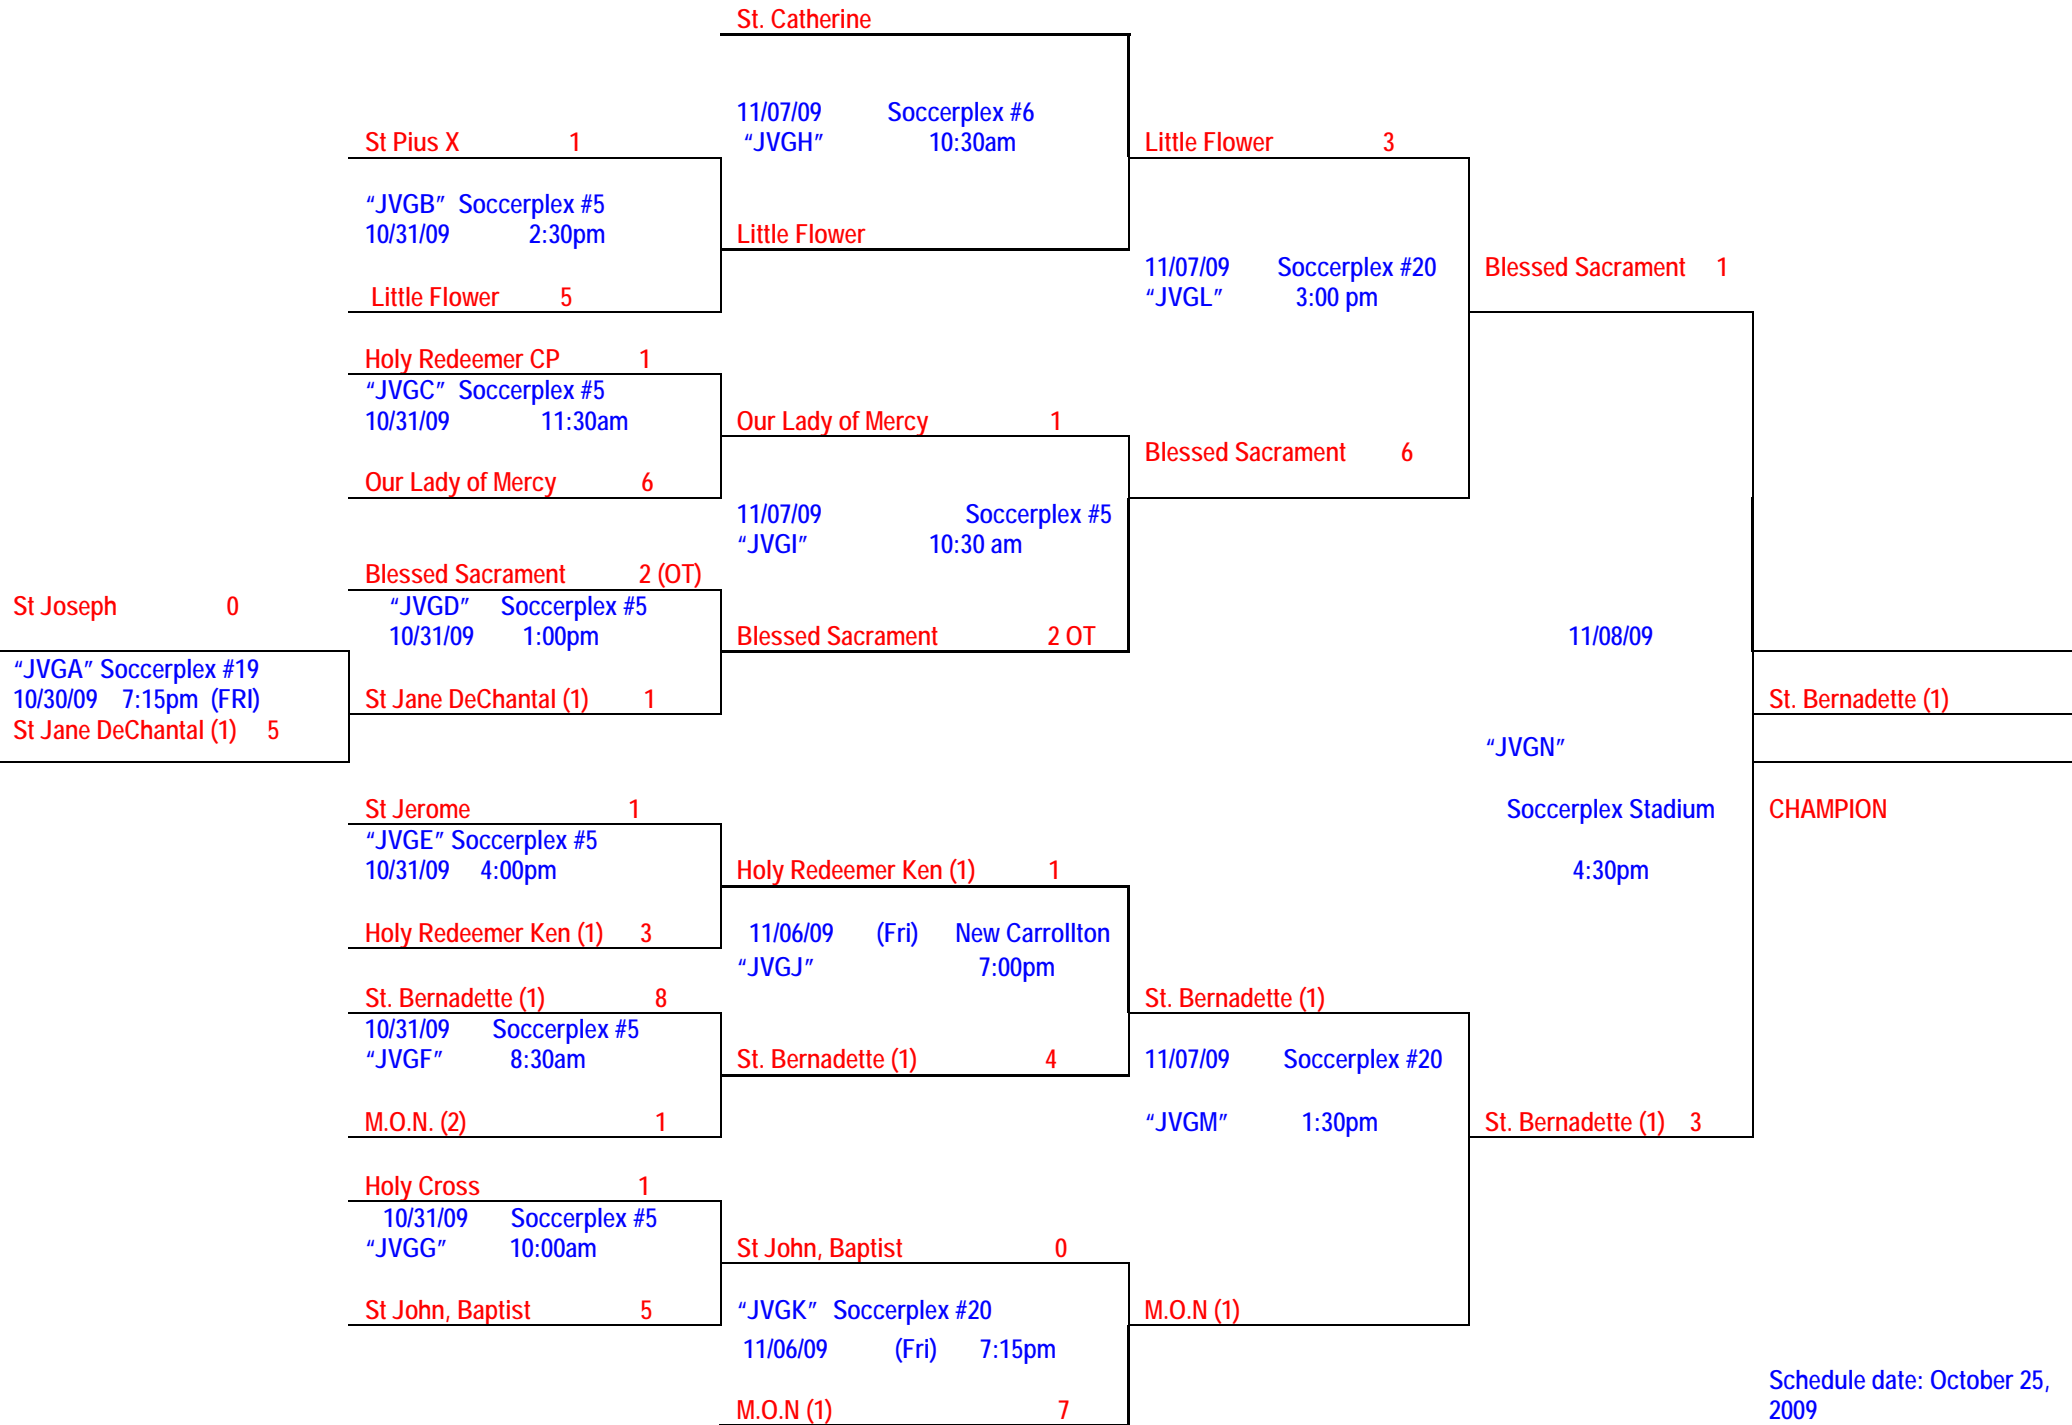 St. Catherine
11/07/09 Soccerplex #6
“JVGH” 10:30am
St Pius X 1
Little Flower 3
“JVGB” Soccerplex #5
10/31/09 2:30pm
Little Flower
Little Flower 5
11/07/09 Soccerplex #20
“JVGL” 3:00 pm
Blessed Sacrament 1
Holy Redeemer CP 1
“JVGC” Soccerplex #5
10/31/09 11:30am
Our Lady of Mercy 1
Our Lady of Mercy 6
Blessed Sacrament 6
11/07/09 Soccerplex #5
“JVGI” 10:30 am
Blessed Sacrament 2 (OT)
St Joseph 0
“JVGD” Soccerplex #5
10/31/09 1:00pm
Blessed Sacrament 2 OT
11/08/09
“JVGA” Soccerplex #19
10/30/09 7:15pm (FRI)
St Jane DeChantal (1) 5
St Jane DeChantal (1) 1
St. Bernadette (1)
“JVGN”
Soccerplex Stadium
4:30pm
CHAMPION
St Jerome 1
“JVGE” Soccerplex #5
10/31/09 4:00pm
Holy Redeemer Ken (1) 1
Holy Redeemer Ken (1) 3
11/06/09 (Fri) New Carrollton
“JVGJ” 7:00pm
St. Bernadette (1) 8
St. Bernadette (1)
10/31/09 Soccerplex #5
“JVGF” 8:30am
St. Bernadette (1) 4
11/07/09 Soccerplex #20
M.O.N. (2) 1
“JVGM” 1:30pm
St. Bernadette (1) 3
Holy Cross 1
10/31/09 Soccerplex #5
“JVGG” 10:00am
St John, Baptist 0
St John, Baptist 5
“JVGK” Soccerplex #20
11/06/09 (Fri) 7:15pm
M.O.N (1)
M.O.N (1) 7
Schedule date: October 25,
2009